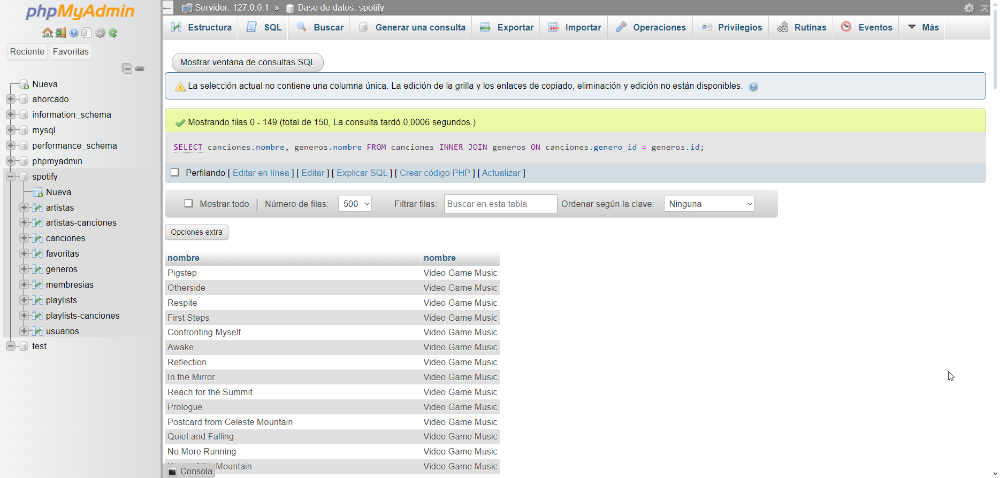 phpMyAdmin
Reciente Favoritas
Nueva
ahorcado
information_schema
mysql
performance_schema
phpmyadmin
spotify
Nueva
artistas
artistas-canciones
canciones
favoritas
generos
membresias
playlists
playlists-canciones
usuarios
test
← Servidor: 127.0.0.1 » Base de datos: spotify
Estructura SQL Buscar Generar una consulta Exportar Importar Operaciones Privilegios Rutinas Eventos Más
Mostrar ventana de consultas SQL
La selección actual no contiene una columna única. La edición de la grilla y los enlaces de copiado, eliminación y edición no están disponibles.
Mostrando filas 0 - 149 (total de 150, La consulta tardó 0,0006 segundos.)
SELECT canciones.nombre, generos.nombre FROM canciones INNER JOIN generos ON canciones.genero_id = generos.id;
Perfilando [ Editar en línea ] [ Editar ] [ Explicar SQL ] [ Crear código PHP ] [ Actualizar ]
Mostrar todo | Número de filas: 500 Filtrar filas: Buscar en esta tabla Ordenar según la clave: Ninguna
Opciones extra
nombre nombre
Pigstep Video Game Music
Otherside Video Game Music
Respite Video Game Music
First Steps Video Game Music
Confronting Myself Video Game Music
Awake Video Game Music
Reflection Video Game Music
In the Mirror Video Game Music
Reach for the Summit Video Game Music
Prologue Video Game Music
Postcard from Celeste Mountain Video Game Music
Quiet and Falling Video Game Music
No More Running Video Game Music
Mountain Video Game Music
Consola